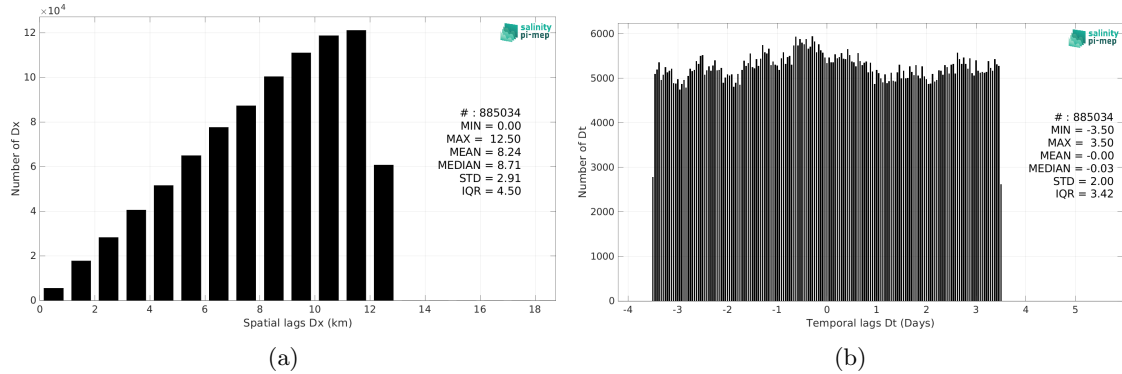 ×10⁴
12
10
8
6
4
2
0
Number of Dx
0 2 4 6 8 10 12 14 16 18
Spatial lags Dx (km)
salinity
pi-mep
# : 885034
MIN = 0.00
MAX = 12.50
MEAN = 8.24
MEDIAN = 8.71
STD = 2.91
IQR = 4.50
(a)
6000
5000
4000
3000
2000
1000
0
Number of Dt
-4 -3 -2 -1 0 1 2 3 4 5
Temporal lags Dt (Days)
salinity
pi-mep
# : 885034
MIN = -3.50
MAX = 3.50
MEAN = -0.00
MEDIAN = -0.03
STD = 2.00
IQR = 3.42
(b)